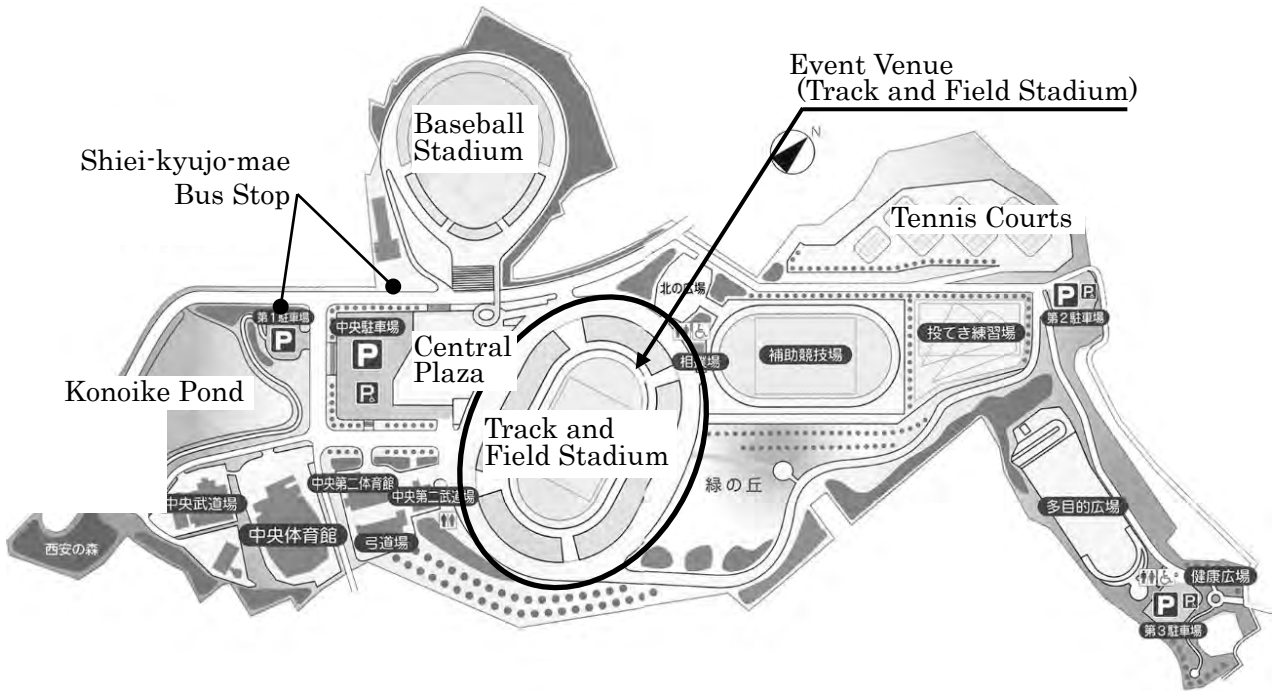 Event Venue
(Track and Field Stadium)
N
Baseball
Stadium
Shiei-kyujo-mae
Bus Stop
Tennis Courts
北の広場
第1駐車場
P
中央駐車場
P
P
Central
Plaza
相撲場
補助競技場
投てき練習場
P
P
第2駐車場
Konoike Pond
Track and
Field Stadium
緑の丘
中央武道場
中央第二体育館
中央第二武道場
中央体育館
弓道場
西安の森
多目的広場
健康広場
P
P
第3駐車場